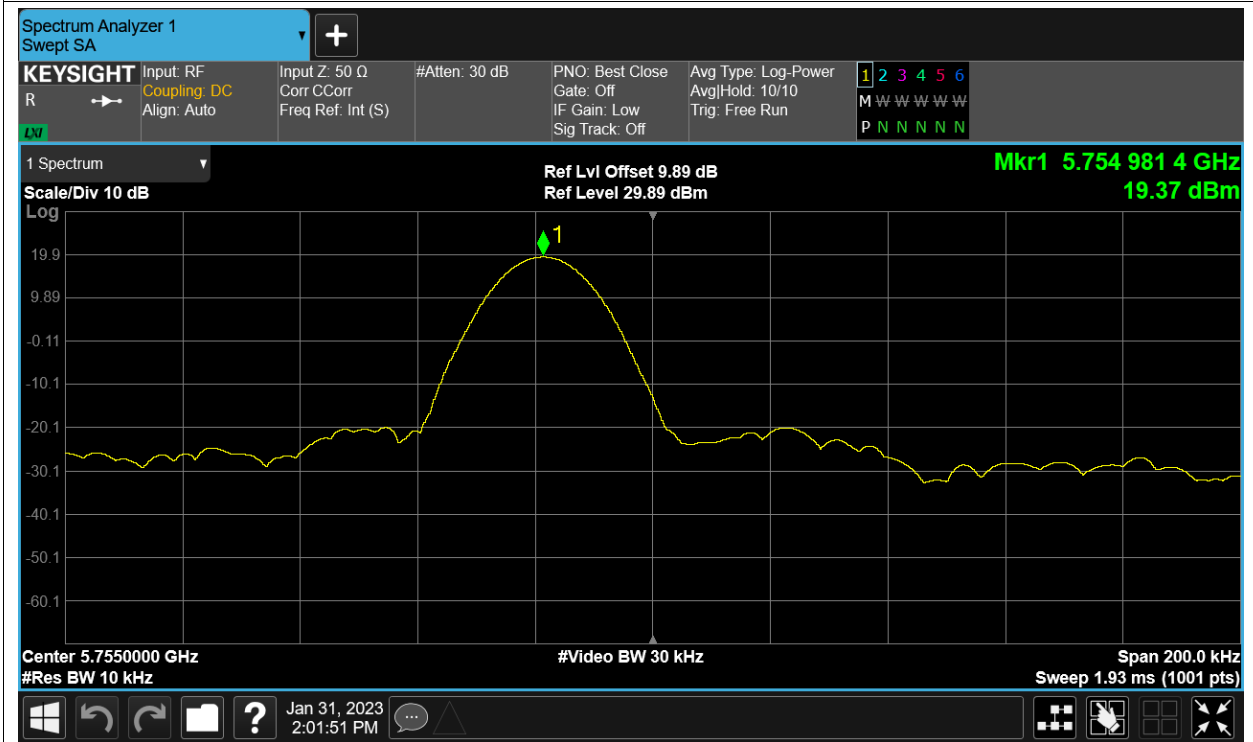 Spectrum Analyzer 1
Swept SA
+
KEYSIGHT
R
LXI
Input: RF
Coupling: DC
Align: Auto
Input Z: 50 Ω
Corr CCorr
Freq Ref: Int (S)
#Atten: 30 dB
PNO: Best Close
Gate: Off
IF Gain: Low
Sig Track: Off
Avg Type: Log-Power
Avg|Hold: 10/10
Trig: Free Run
1 2 3 4 5 6
M W W W W W
P N N N N N
1 Spectrum
Scale/Div 10 dB
Log
Ref Lvl Offset 9.89 dB
Ref Level 29.89 dBm
Mkr1 5.754 981 4 GHz
19.37 dBm
1
19.9
9.89
-0.11
-10.1
-20.1
-30.1
-40.1
-50.1
-60.1
Center 5.7550000 GHz
#Video BW 30 kHz
Span 200.0 kHz
#Res BW 10 kHz
Sweep 1.93 ms (1001 pts)
?
Jan 31, 2023
2:01:51 PM